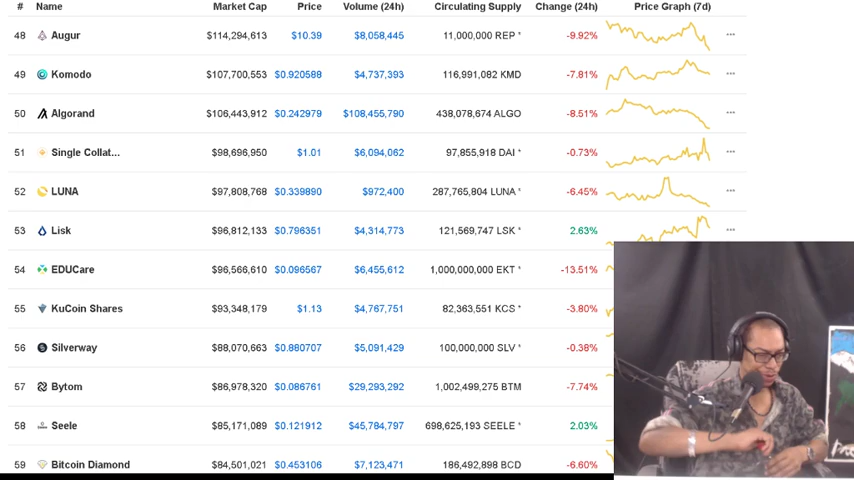 # Name Market Cap Price Volume (24h) Circulating Supply Change (24h) Price Graph (7d)
48 Augur $114,294,613 $10.39 $8,058,445 11,000,000 REP * -9.92%
49 Komodo $107,700,553 $0.920588 $4,737,393 116,991,082 KMD -7.81%
50 Algorand $106,443,912 $0.242979 $108,455,790 438,078,674 ALGO -8.51%
51 Single Collat... $98,696,950 $1.01 $6,094,062 97,855,918 DAI * -0.73%
52 LUNA $97,808,768 $0.339890 $972,400 287,765,804 LUNA * -6.45%
53 Lisk $96,812,133 $0.796351 $4,314,773 121,569,747 LSK * 2.63%
54 EDUCare $96,566,610 $0.096567 $6,455,612 1,000,000,000 EKT * -13.51%
55 KuCoin Shares $93,348,179 $1.13 $4,767,751 82,363,551 KCS * -3.80%
56 Silverway $88,070,663 $0.880707 $5,091,429 100,000,000 SLV * -0.38%
57 Bytom $86,978,320 $0.086761 $29,293,292 1,002,499,275 BTM -7.74%
58 Seele $85,171,089 $0.121912 $45,784,797 698,625,193 SEELE * 2.03%
59 Bitcoin Diamond $84,501,021 $0.453106 $7,123,471 186,492,898 BCD -6.60%